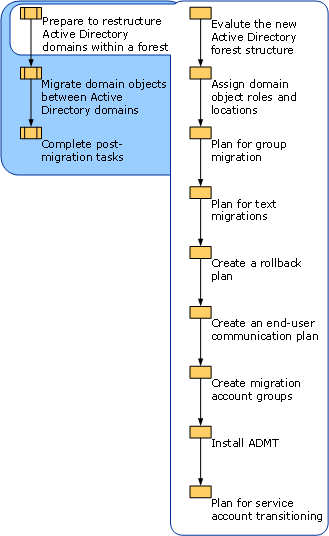 Prepare to restructure
Active Directory
domains within a forest
Migrate domain objects
between Active
Directory domains
Complete post-
migration tasks
Evalute the new
Active Directory
forest structure
Assign domain
object roles and
locations
Plan for group
migration
Plan for text
migrations
Create a rollback
plan
Create an end-user
communication plan
Create migration
account groups
Install ADMT
Plan for service
account transitioning